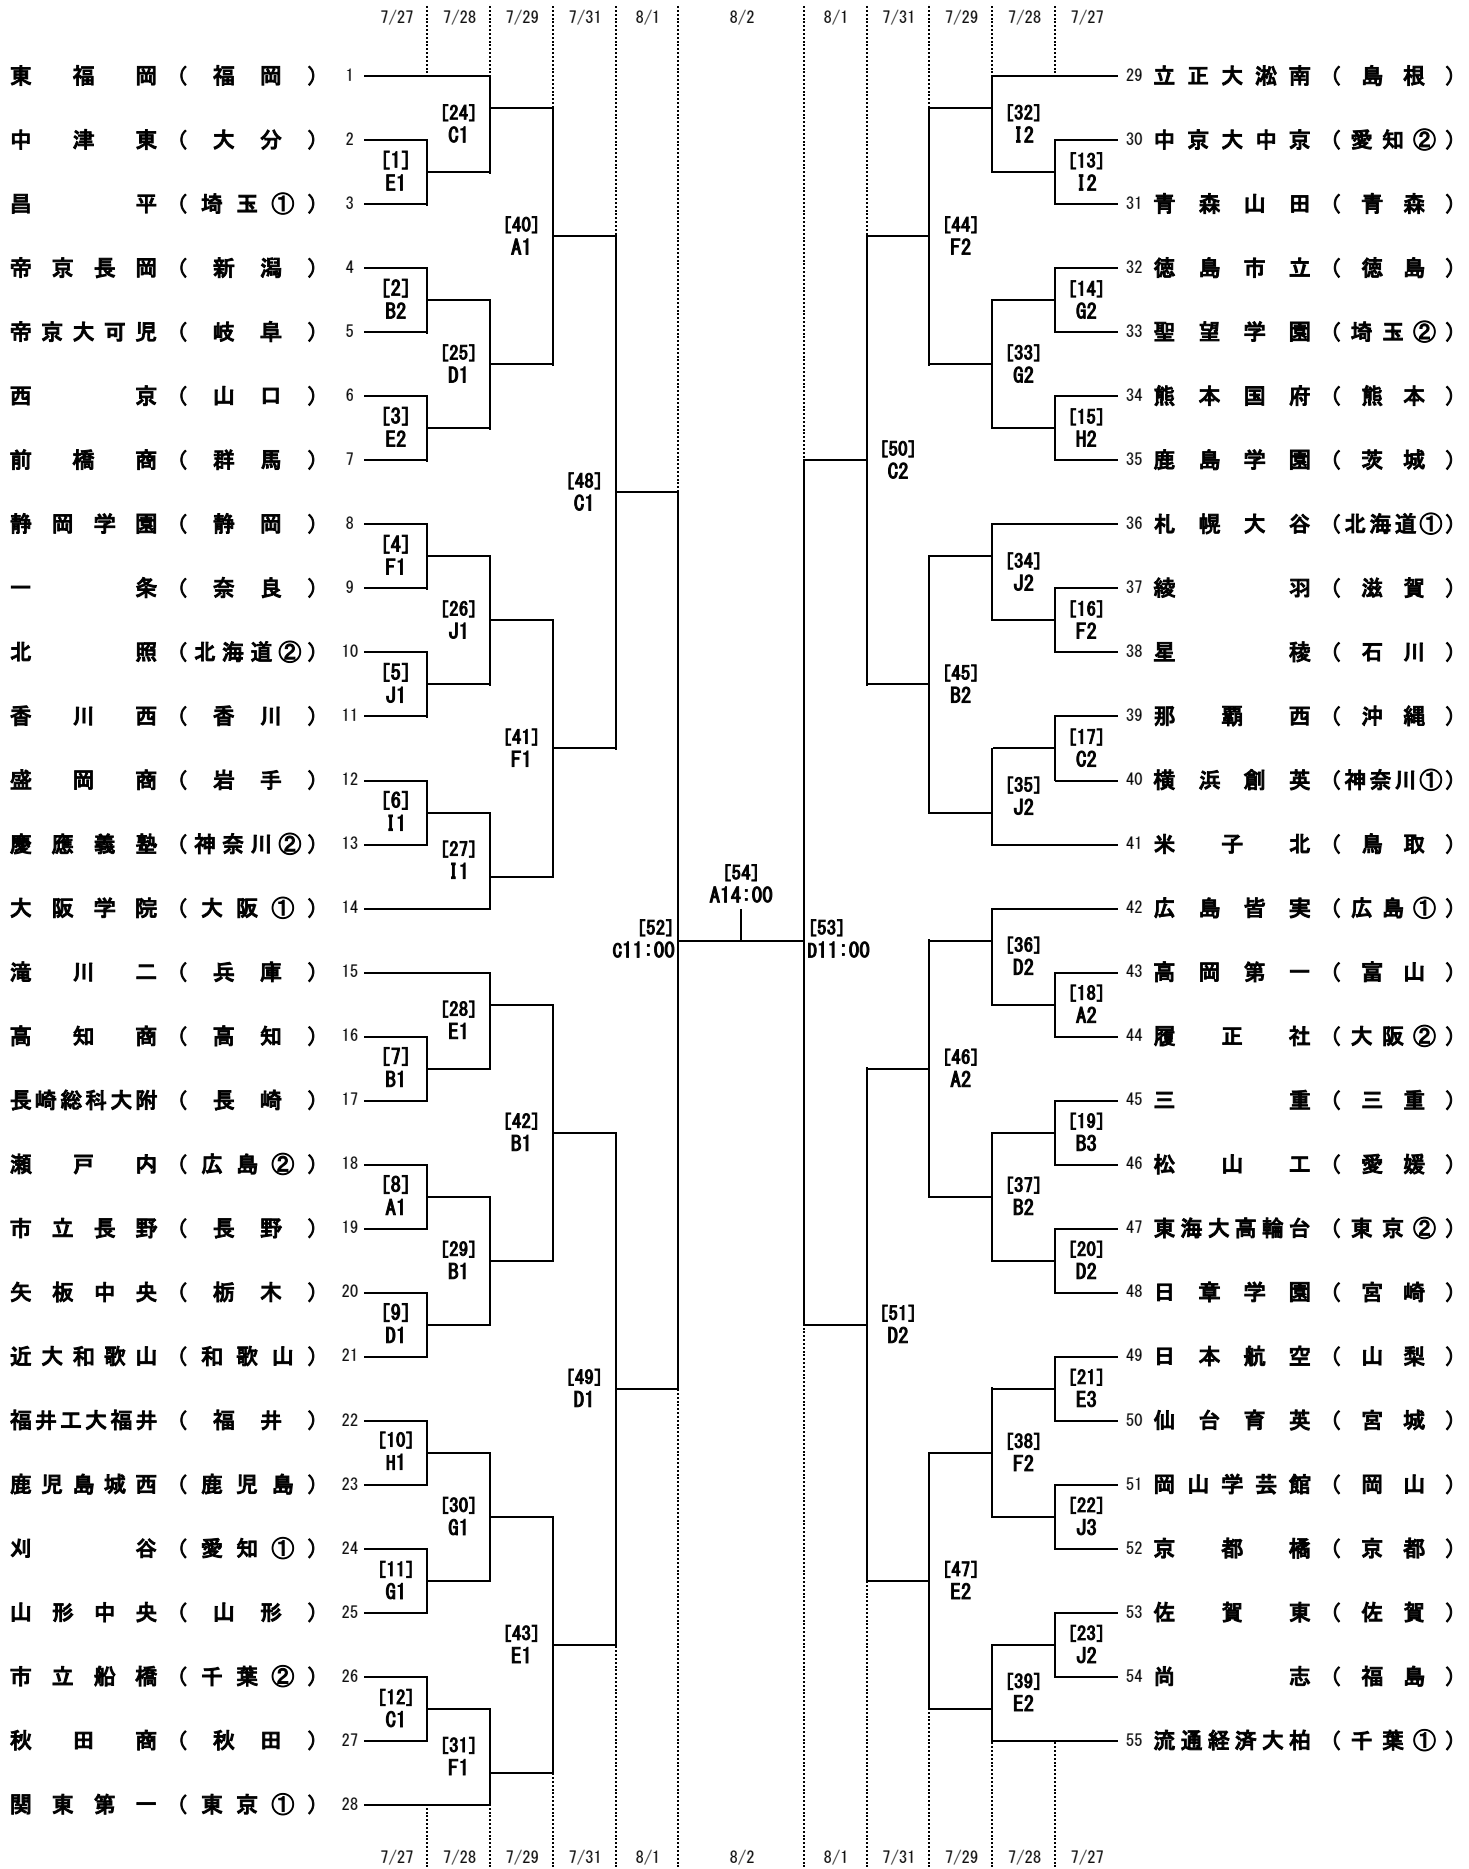 7/27 7/28 7/29 7/31 8/1 8/2 8/1 7/31 7/29 7/28 7/27
東福岡(福岡) 1
[24]
C1
中津東(大分) 2
[1]
E1
昌平(埼玉①) 3
[40]
A1
帝京長岡(新潟) 4
[2]
B2
帝京大可児(岐阜) 5
[25]
D1
西京(山口) 6
[3]
E2
前橋商(群馬) 7
[48]
C1
静岡学園(静岡) 8
[4]
F1
一条(奈良) 9
[26]
J1
北照(北海道②) 10
[5]
J1
香川西(香川) 11
[41]
F1
盛岡商(岩手) 12
[6]
I1
慶應義塾(神奈川②) 13
[27]
I1
大阪学院(大阪①) 14
[52]
C11:00
滝川二(兵庫) 15
[28]
E1
高知商(高知) 16
[7]
B1
長崎総科大附(長崎) 17
[42]
B1
瀬戸内(広島②) 18
[8]
A1
市立長野(長野) 19
[29]
B1
矢板中央(栃木) 20
[9]
D1
近大和歌山(和歌山) 21
[49]
D1
福井工大福井(福井) 22
[10]
H1
鹿児島城西(鹿児島) 23
[30]
G1
刈谷(愛知①) 24
[11]
G1
山形中央(山形) 25
[43]
E1
市立船橋(千葉②) 26
[12]
C1
秋田商(秋田) 27
[31]
F1
関東第一(東京①) 28
[54]
A14:00
29 立正大淞南(島根)
[32]
I2
30 中京大中京(愛知②)
[13]
I2
31 青森山田(青森)
[44]
F2
32 徳島市立(徳島)
[14]
G2
33 聖望学園(埼玉②)
[33]
G2
34 熊本国府(熊本)
[15]
H2
35 鹿島学園(茨城)
[50]
C2
36 札幌大谷(北海道①)
[34]
J2
37 綾羽(滋賀)
[16]
F2
38 星稜(石川)
[45]
B2
39 那覇西(沖縄)
[17]
C2
40 横浜創英(神奈川①)
[35]
J2
41 米子北(鳥取)
42 広島皆実(広島①)
[53]
D11:00
[36]
D2
43 高岡第一(富山)
[18]
A2
44 履正社(大阪②)
[46]
A2
45 三重(三重)
[19]
B3
46 松山工(愛媛)
[37]
B2
47 東海大高輪台(東京②)
[20]
D2
48 日章学園(宮崎)
[51]
D2
49 日本航空(山梨)
[21]
E3
50 仙台育英(宮城)
[38]
F2
51 岡山学芸館(岡山)
[22]
J3
52 京都橘(京都)
[47]
E2
53 佐賀東(佐賀)
[23]
J2
54 尚志(福島)
[39]
E2
55 流通経済大柏(千葉①)
7/27 7/28 7/29 7/31 8/1 8/2 8/1 7/31 7/29 7/28 7/27